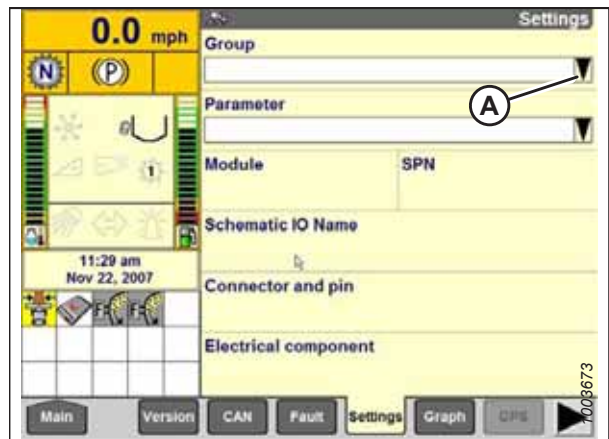 0.0 mph
N
(P)
1
11:29 am
Nov 22, 2007
F
F
Settings
Group
A
Parameter
Module
SPN
Schematic IO Name
Connector and pin
Electrical component
Main
Version
CAN
Fault
Settings
Graph
GPS
1003673